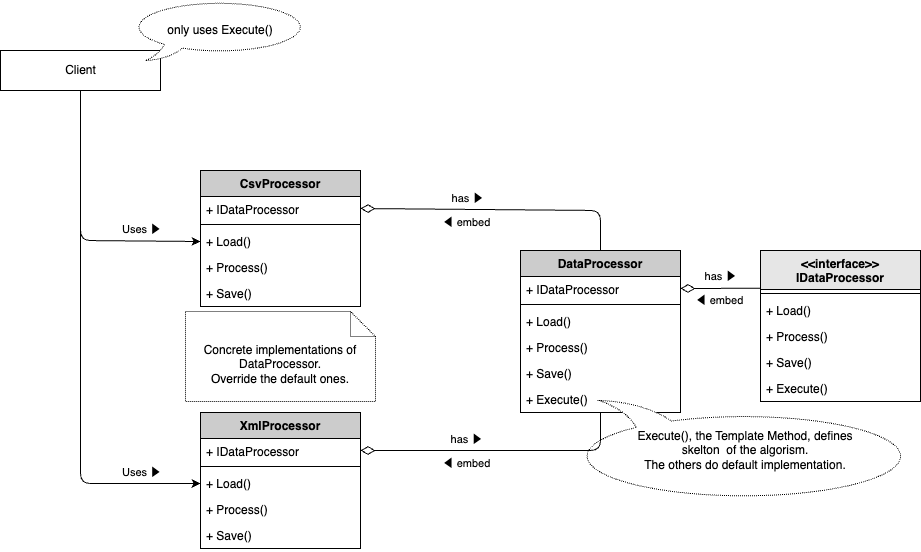 only uses Execute()
Client
CsvProcessor
+ IDataProcessor
+ Load()
+ Process()
+ Save()
Uses
has
embed
DataProcessor
+ IDataProcessor
+ Load()
+ Process()
+ Save()
+ Execute()
has
embed
<<interface>>
IDataProcessor
+ Load()
+ Process()
+ Save()
+ Execute()
Concrete implementations of
DataProcessor.
Override the default ones.
XmlProcessor
+ IDataProcessor
+ Load()
+ Process()
+ Save()
Uses
has
embed
Execute(), the Template Method, defines
skelton of the algorism.
The others do default implementation.